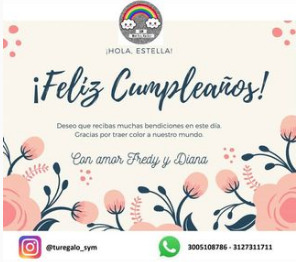 ¡HOLA, ESTELLA!
¡Feliz Cumpleaños!
Deseo que recibas muchas bendiciones en este día.
Gracias por traer color a nuestro mundo.
Con amor Fredy y Diana
@turegalo_sym
3005108786 - 3127311711